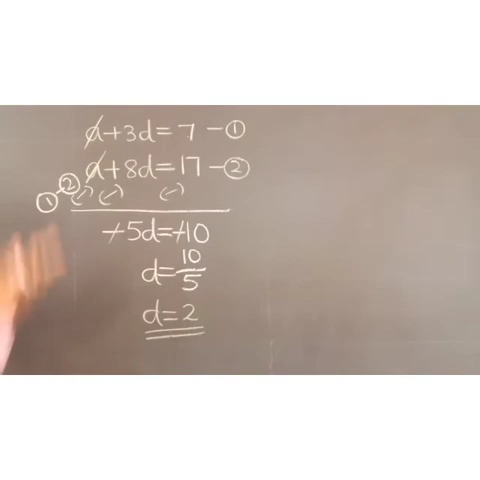 a+3d=7-①
a+8d=17-②
①-② (-) (-) (-)
-5d=-10
d=10/5
d=2